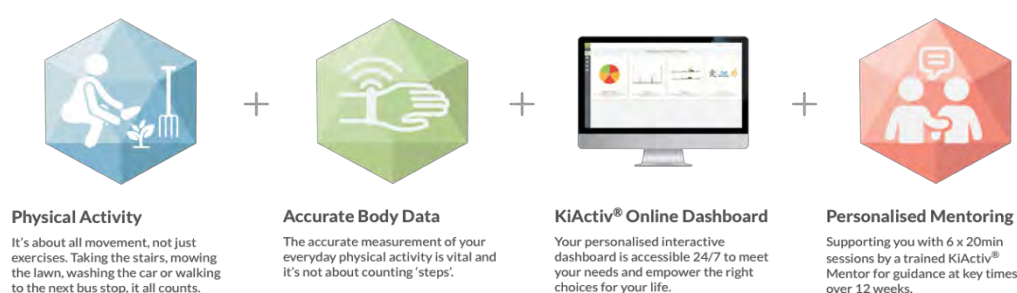 Physical Activity
It's about all movement, not just
exercises. Taking the stairs, mowing
the lawn, washing the car or walking
to the next bus stop, it all counts.
Accurate Body Data
The accurate measurement of your
everyday physical activity is vital and
it's not about counting 'steps'.
KiActiv® Online Dashboard
Your personalised interactive
dashboard is accessible 24/7 to meet
your needs and empower the right
choices for your life.
Personalised Mentoring
Supporting you with 6 x 20min
sessions by a trained KiActiv®
Mentor for guidance at key times
over 12 weeks.